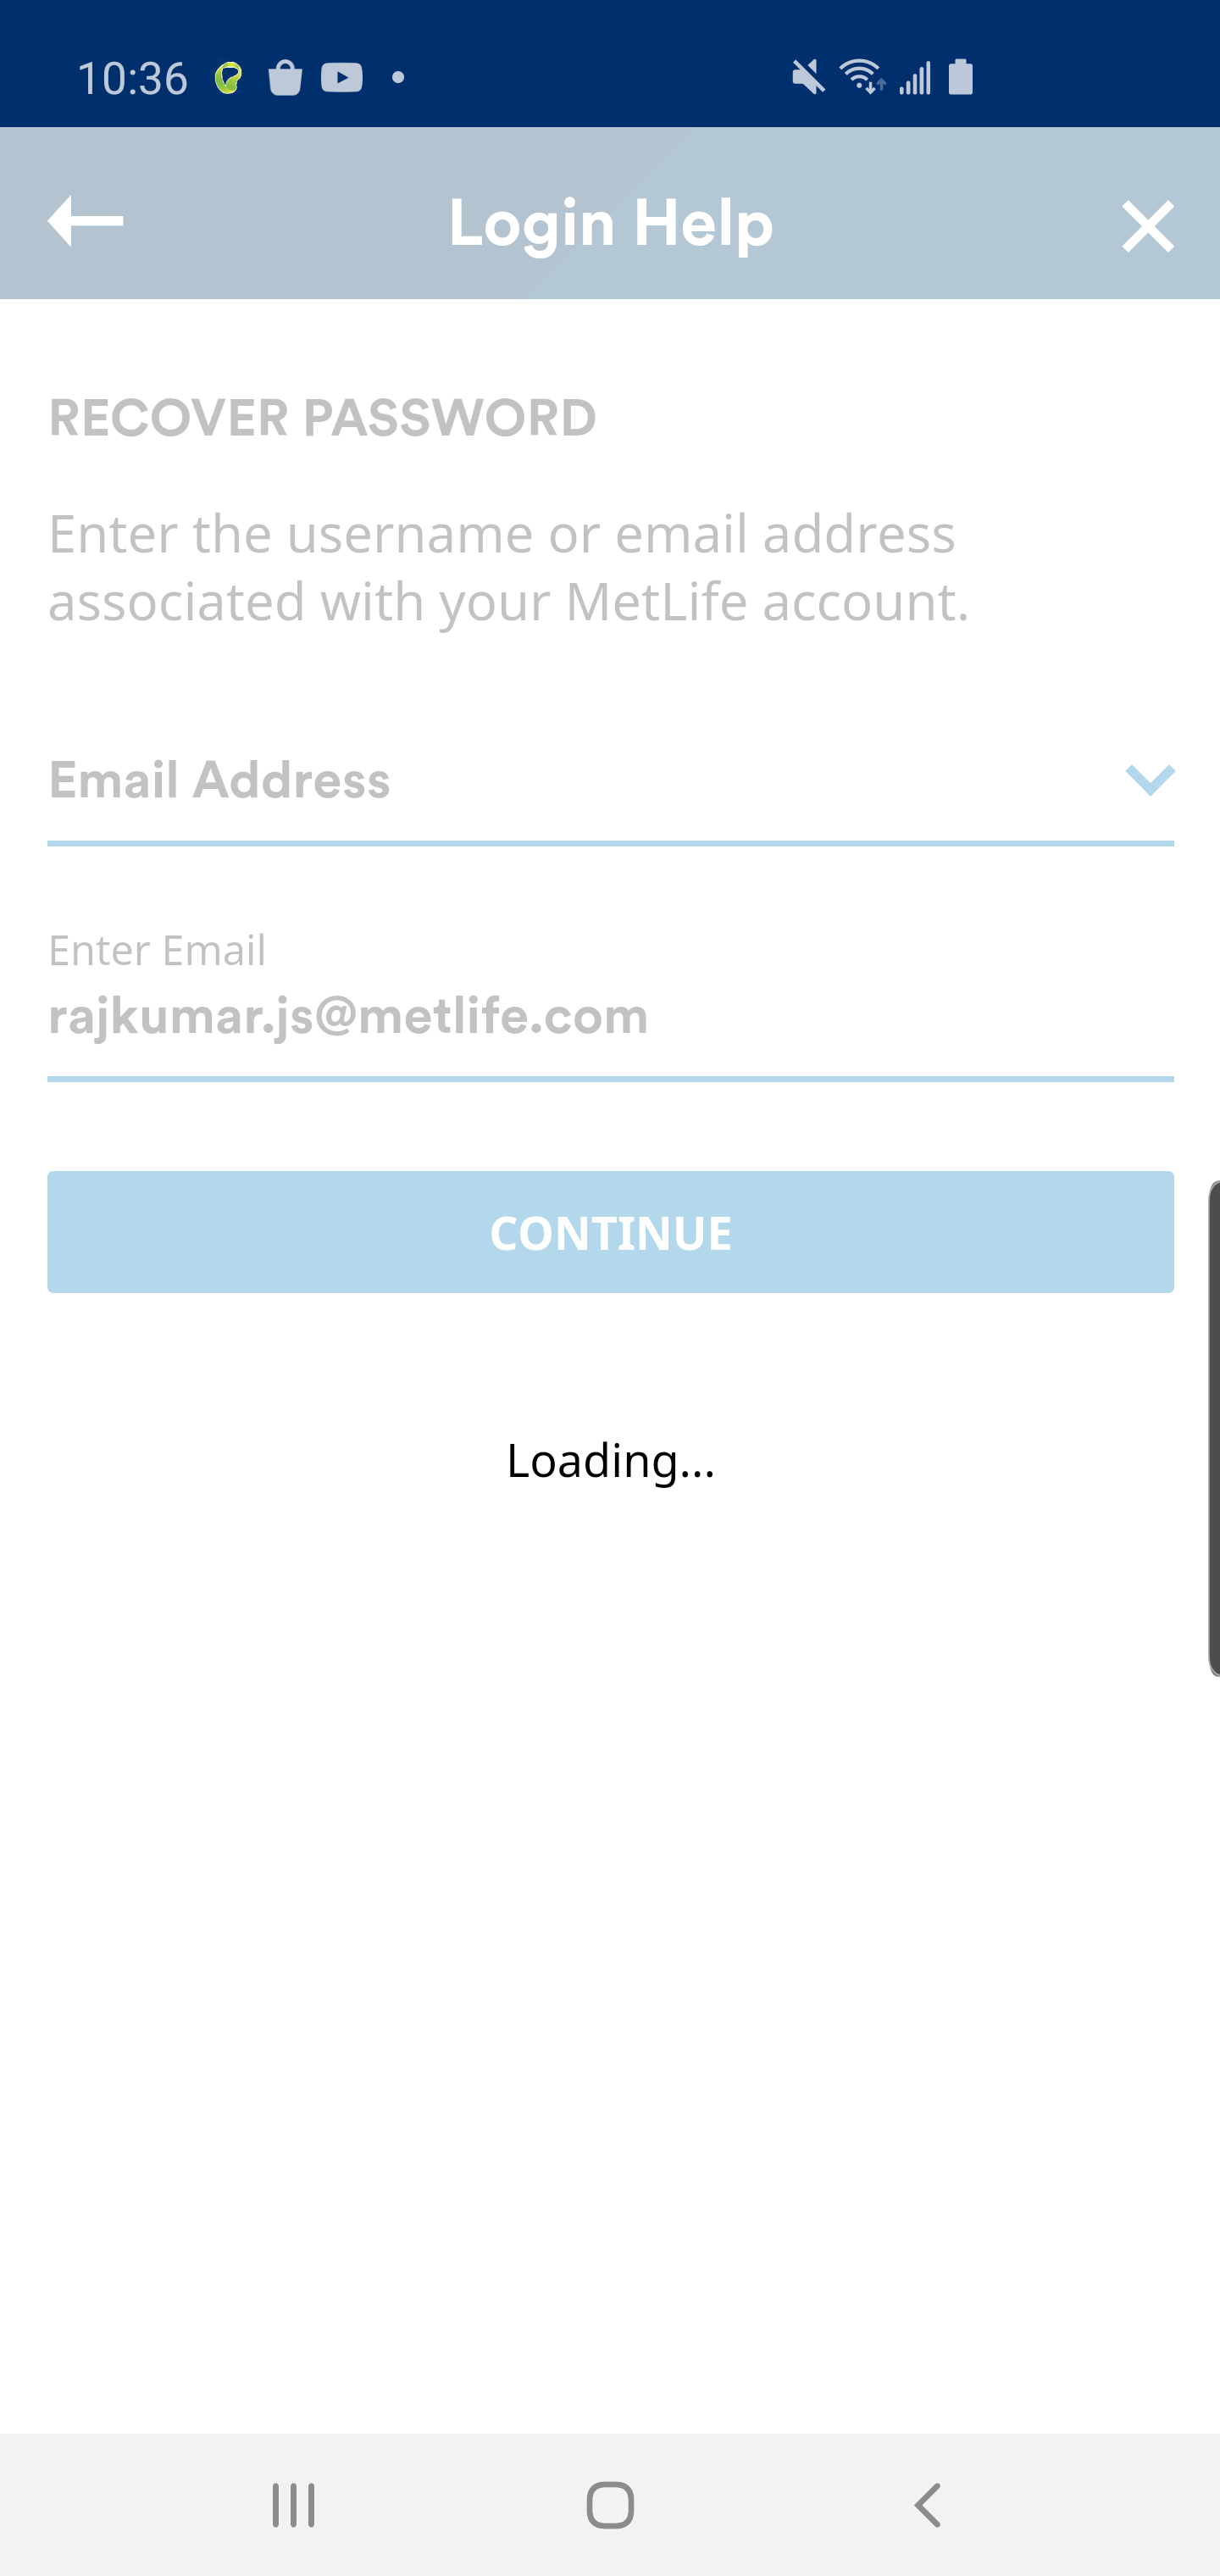 10:36
Login Help
RECOVER PASSWORD
Enter the username or email address
associated with your MetLife account.
Email Address
Enter Email
rajkumar.js@metlife.com
CONTINUE
Loading...